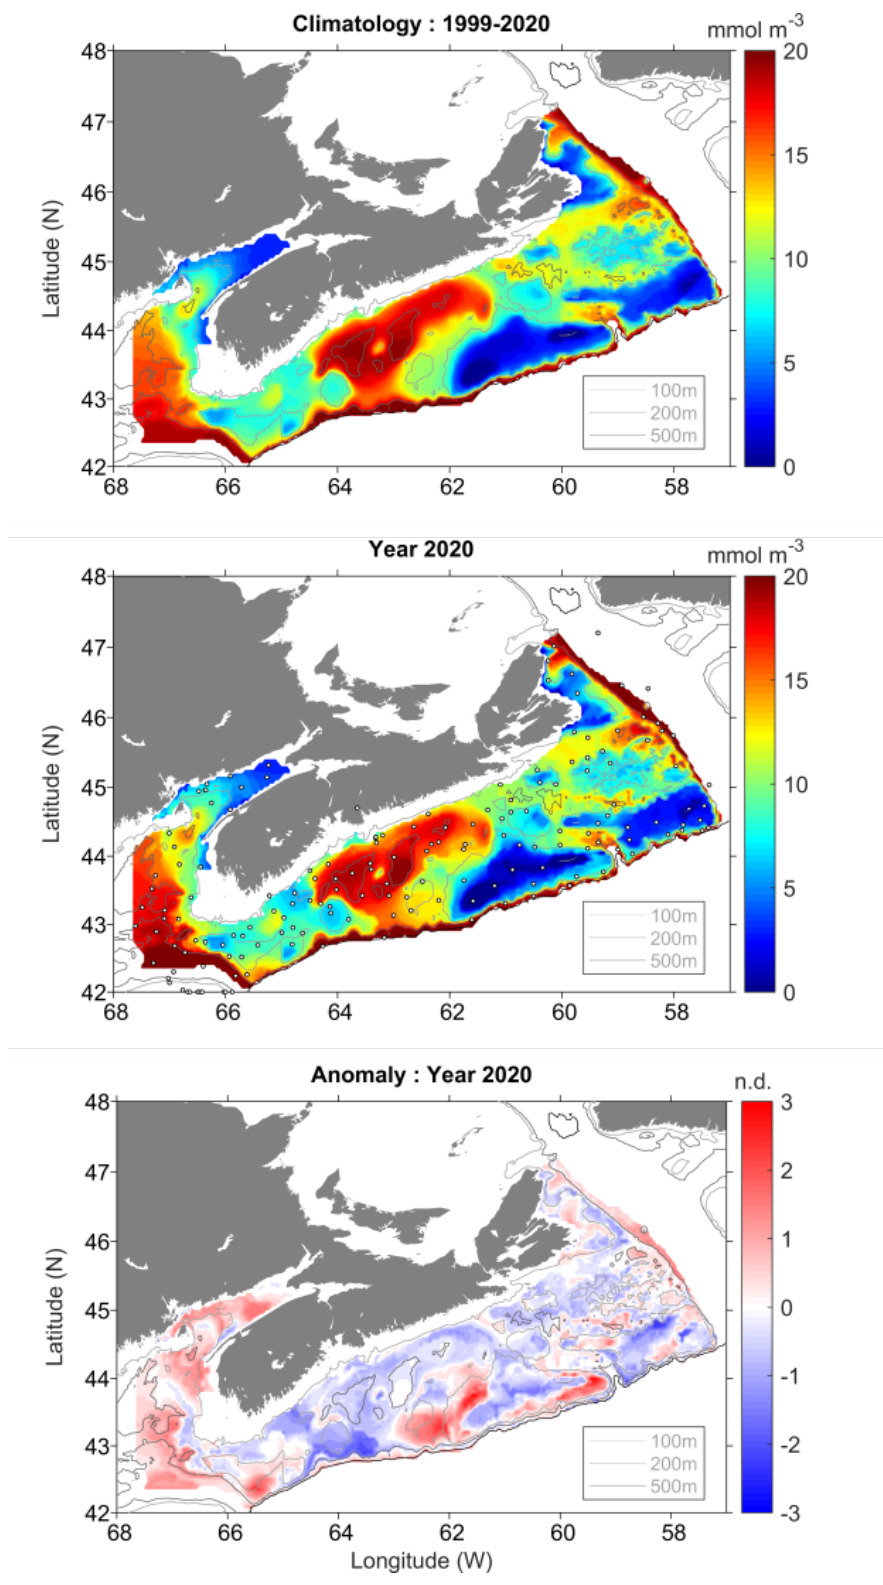 Climatology : 1999-2020
mmol m-3
48
47
46
45
44
43
42
Latitude (N)
68
66
64
62
60
58
20
15
10
5
0
100m
200m
500m
Year 2020
mmol m-3
48
47
46
45
44
43
42
Latitude (N)
68
66
64
62
60
58
20
15
10
5
0
100m
200m
500m
Anomaly : Year 2020
n.d.
48
47
46
45
44
43
42
Latitude (N)
68
66
64
62
60
58
Longitude (W)
3
2
1
0
-1
-2
-3
100m
200m
500m